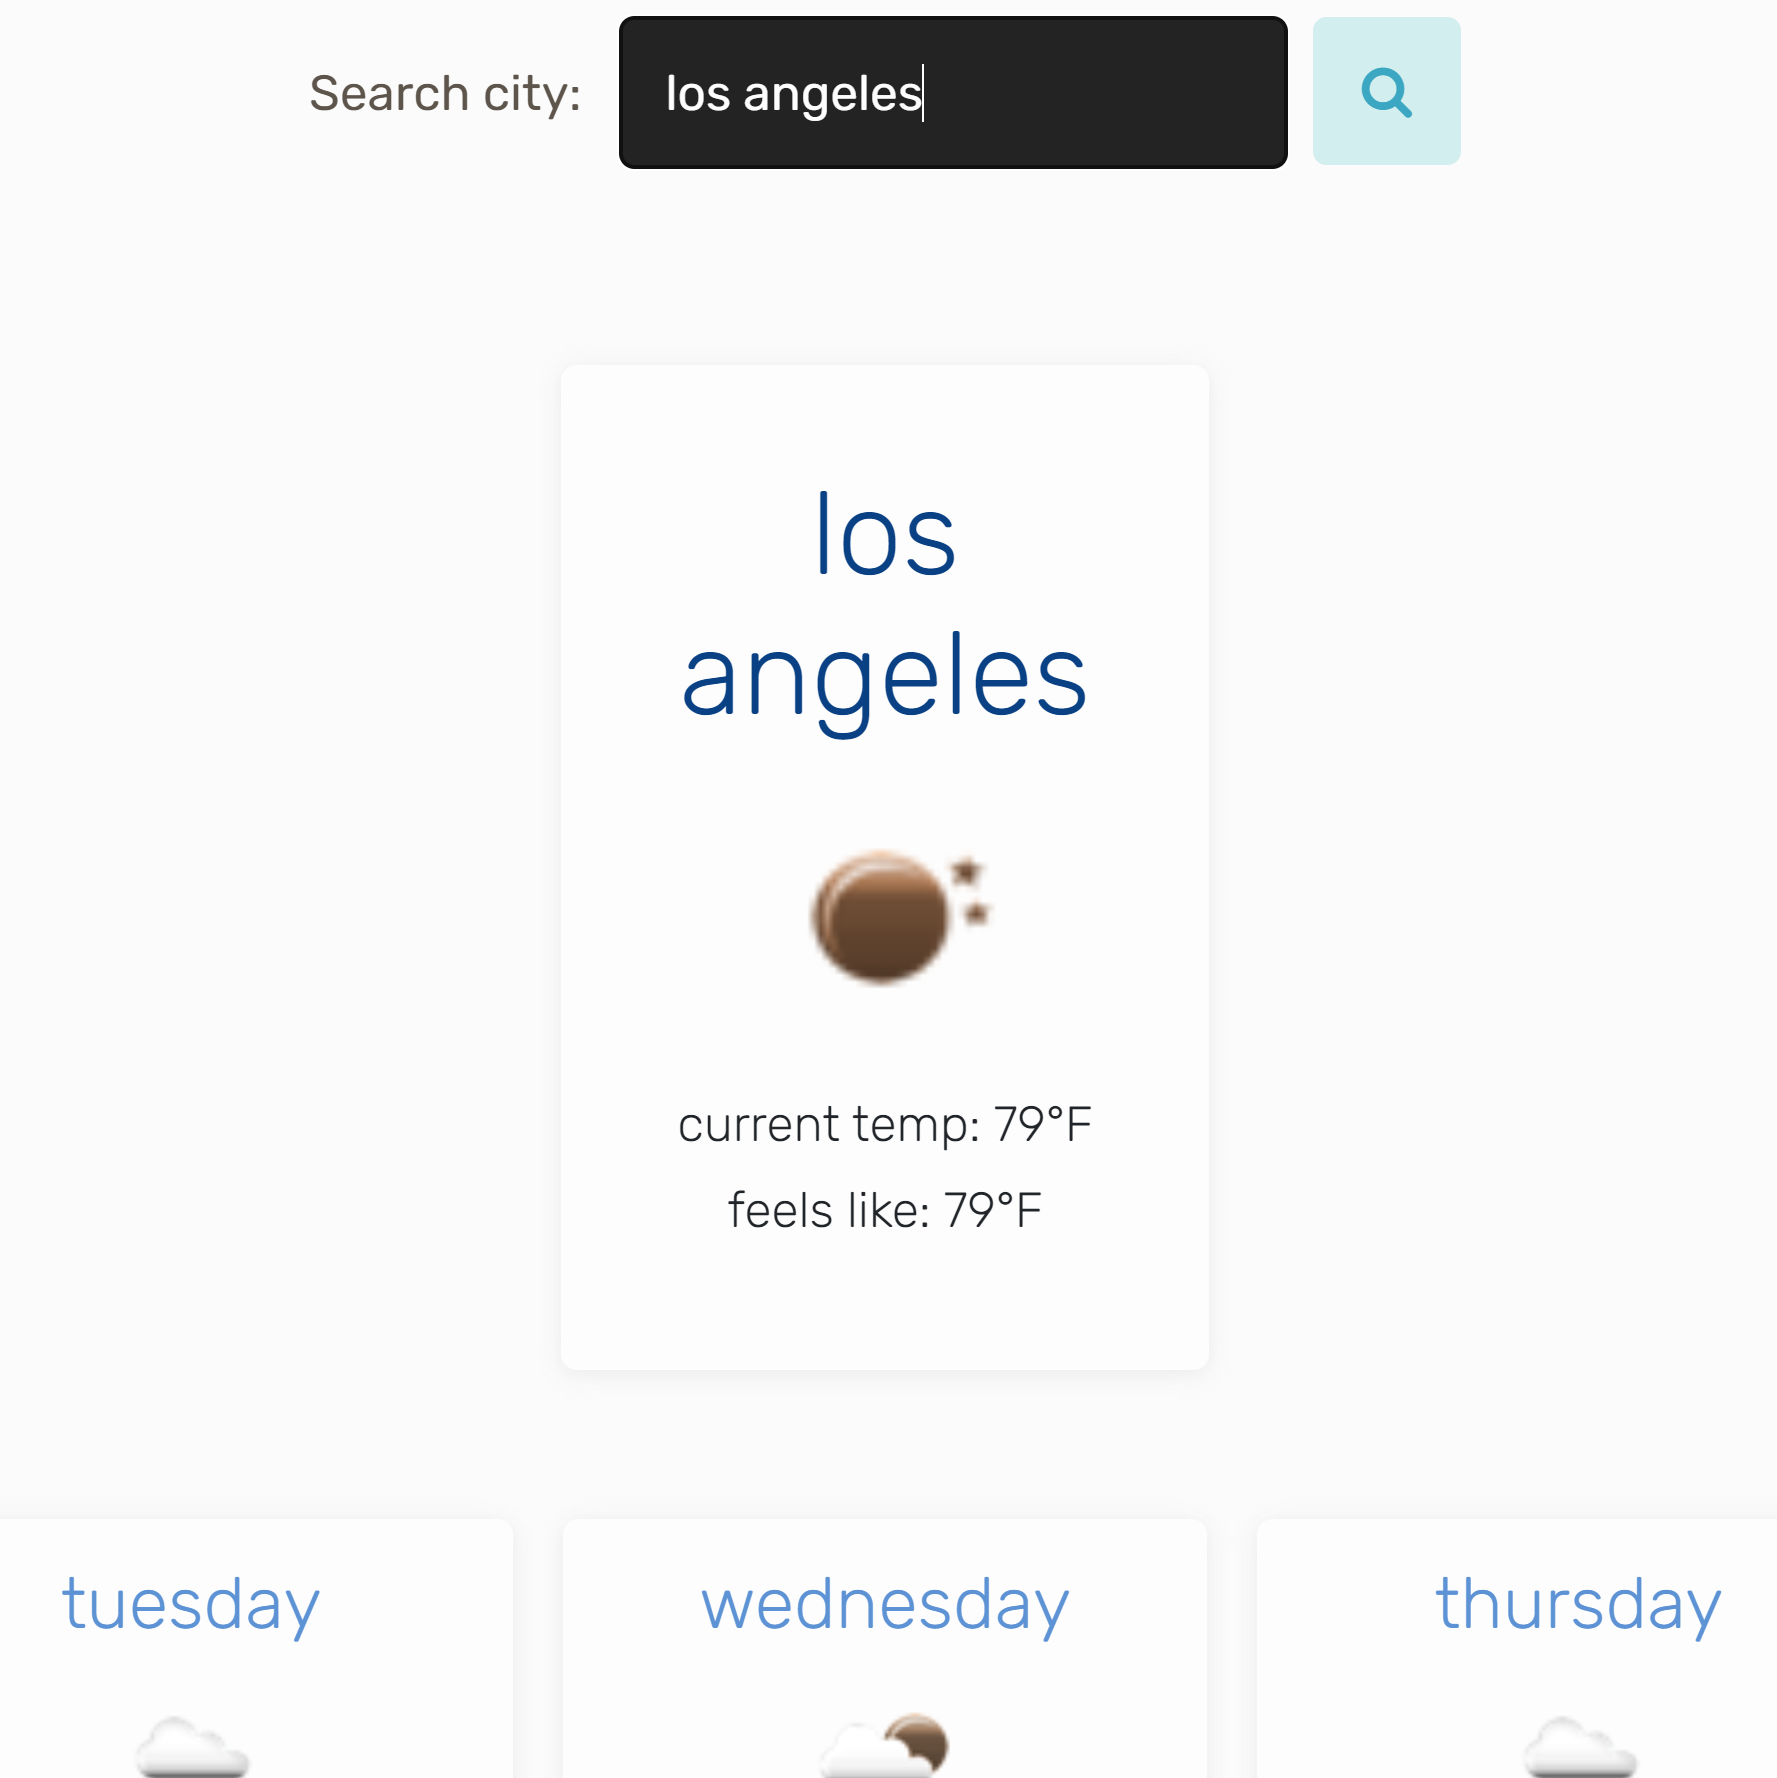 Search city: los angeles
los
angeles
current temp: 79°F
feels like: 79°F
tuesday
wednesday
thursday